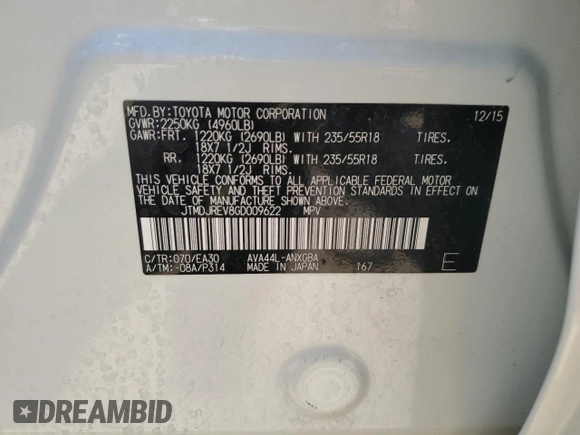 MFD.BY:TOYOTA MOTOR CORPORATION 12/15
GVWR:2250KG (4960LB)
GAWR:FRT. 1220KG (2690LB) WITH 235/55R18 TIRES.
18X7 1/2J RIMS.
RR. 1220KG (2690LB) WITH 235/55R18 TIRES.
18X7 1/2J RIMS.
THIS VEHICLE CONFORMS TO ALL APPLICABLE FEDERAL MOTOR
VEHICLE SAFETY AND THEFT PREVENTION STANDARDS IN EFFECT ON
THE DATE OF MANUFACTURE SHOWN ABOVE.
JTMDJREV8GD009622 MPV
C/TR:070/EA30 AVA44L-ANXGBA
A/TM:-08A/P314 MADE IN JAPAN 167 E
DREAMBID